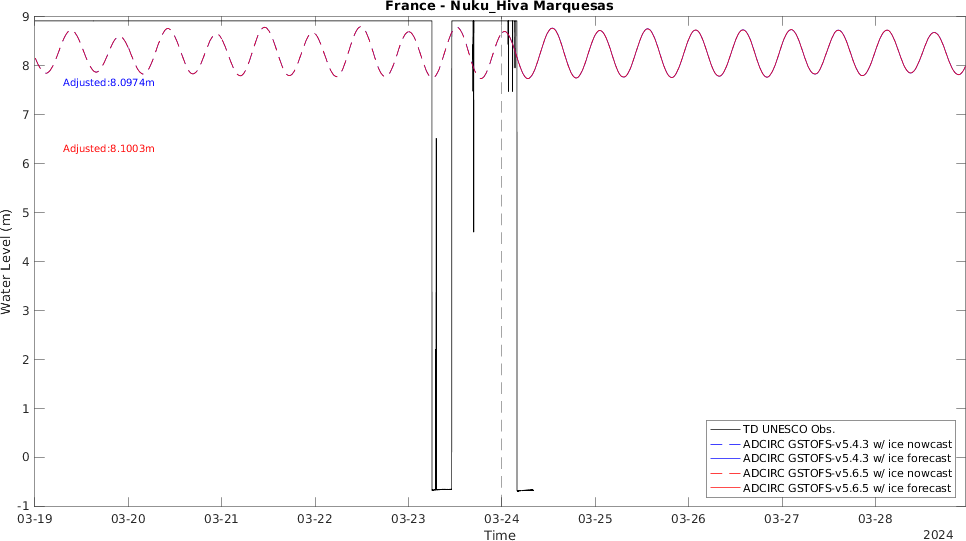 France - Nuku_Hiva Marquesas
9
8
7
6
5
4
3
2
1
0
-1
Water Level (m)
Adjusted:8.0974m
Adjusted:8.1003m
TD UNESCO Obs.
ADCIRC GSTOFS-v5.4.3 w/ ice nowcast
ADCIRC GSTOFS-v5.4.3 w/ ice forecast
ADCIRC GSTOFS-v5.6.5 w/ ice nowcast
ADCIRC GSTOFS-v5.6.5 w/ ice forecast
03-19 03-20 03-21 03-22 03-23 03-24 03-25 03-26 03-27 03-28
Time
2024